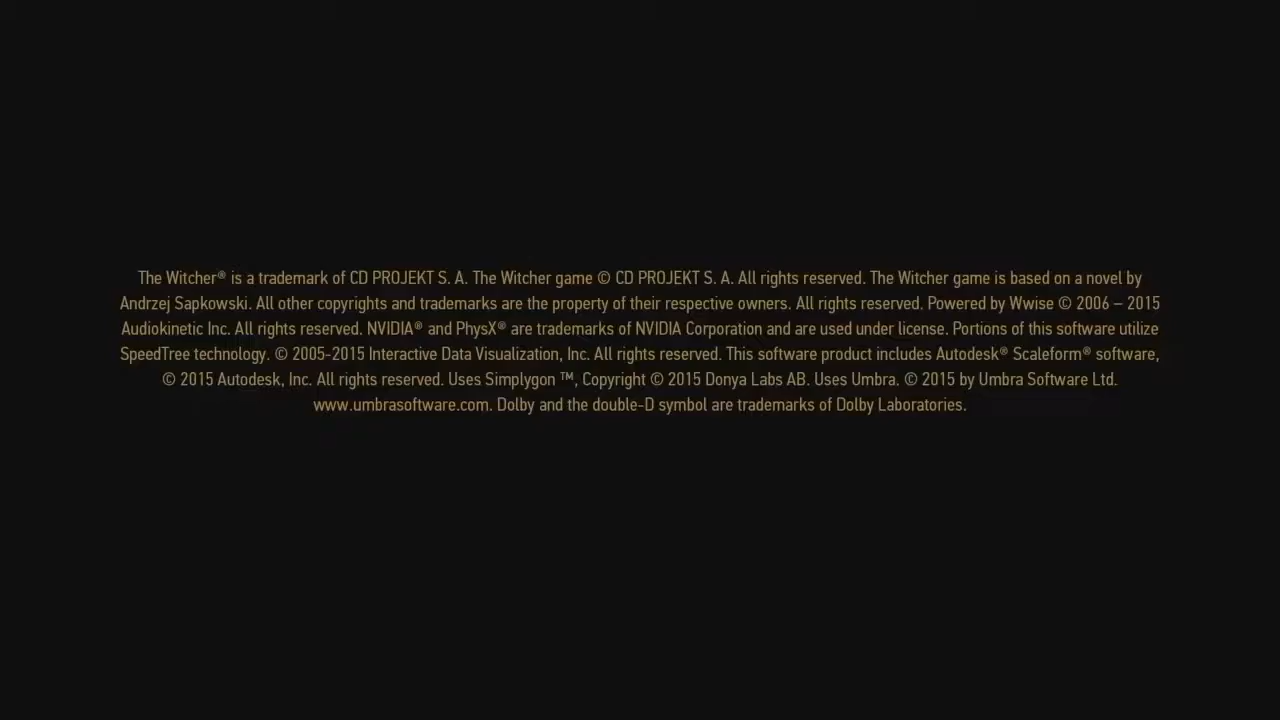 The Witcher® is a trademark of CD PROJEKT S. A. The Witcher game © CD PROJEKT S. A. All rights reserved. The Witcher game is based on a novel by
Andrzej Sapkowski. All other copyrights and trademarks are the property of their respective owners. All rights reserved. Powered by Wwise © 2006 – 2015
Audiokinetic Inc. All rights reserved. NVIDIA® and PhysX® are trademarks of NVIDIA Corporation and are used under license. Portions of this software utilize
SpeedTree technology. © 2005-2015 Interactive Data Visualization, Inc. All rights reserved. This software product includes Autodesk® Scaleform® software,
© 2015 Autodesk, Inc. All rights reserved. Uses Simplygon ™, Copyright © 2015 Donya Labs AB. Uses Umbra. © 2015 by Umbra Software Ltd.
www.umbrasoftware.com. Dolby and the double-D symbol are trademarks of Dolby Laboratories.